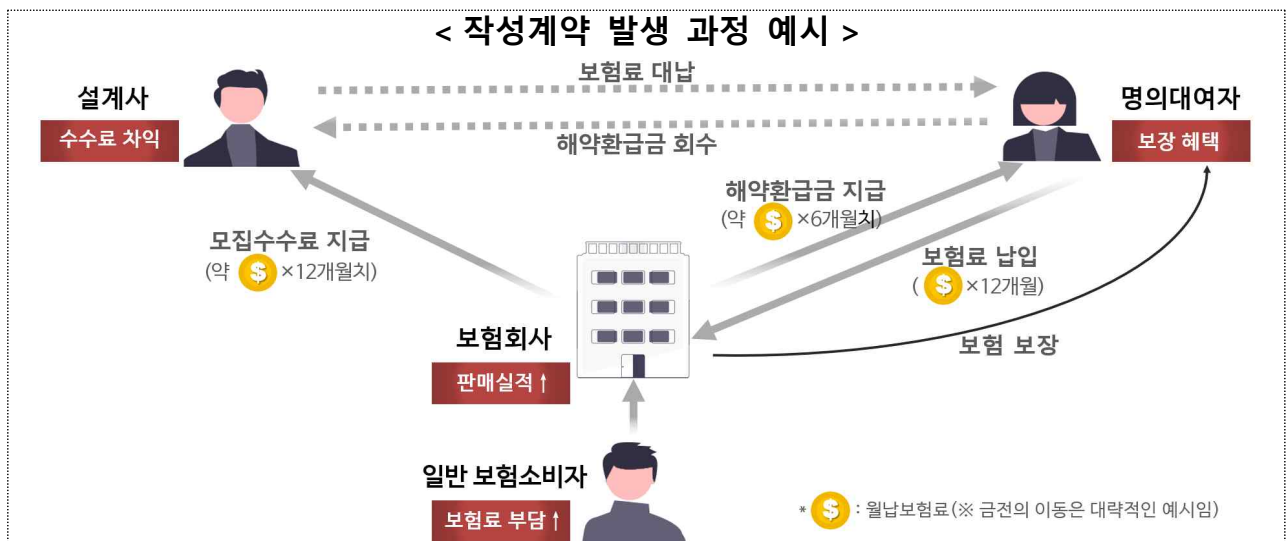 < 작성계약 발생 과정 예시 >
보험료 대납
설계사
명의대여자
수수료 차익
보장 혜택
해약환급금 회수
해약환급금 지급
(약 $ ×6개월치)
모집수수료 지급
(약 $ ×12개월치)
보험료 납입
( $ ×12개월)
보험회사
보험 보장
판매실적↑
일반 보험소비자
보험료 부담↑
* $ : 월납보험료(※ 금전의 이동은 대략적인 예시임)